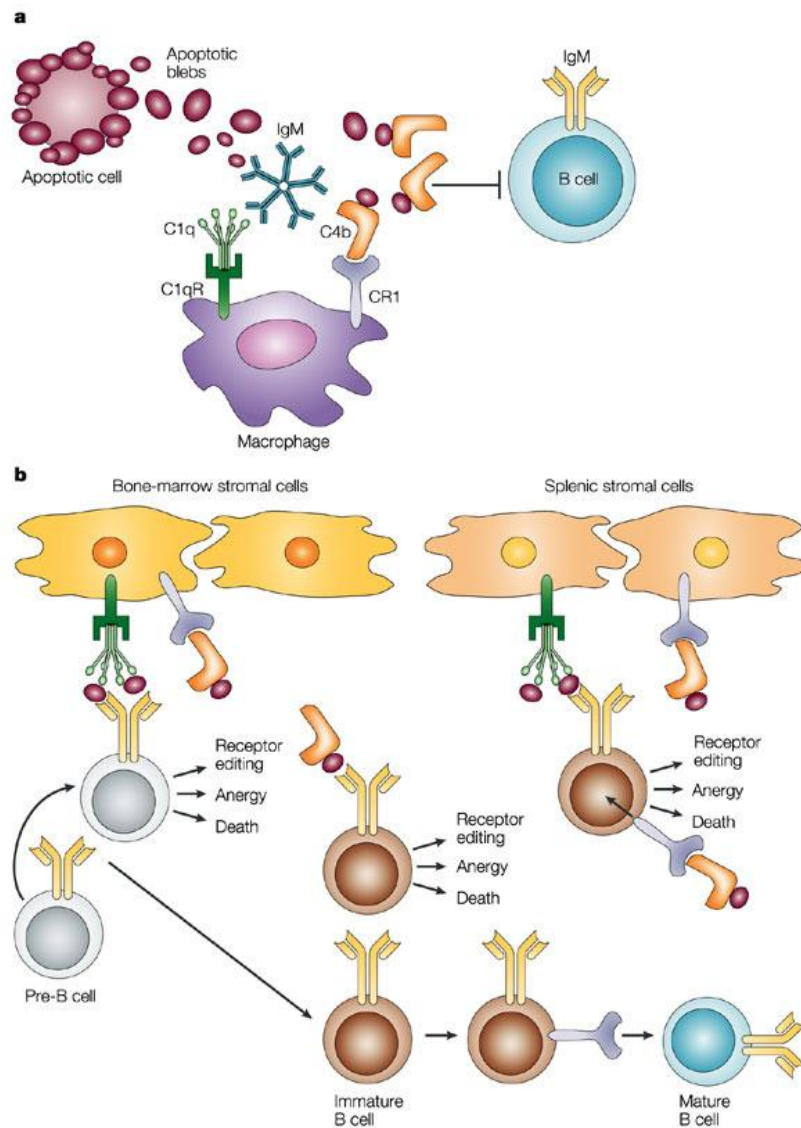 a
Apoptotic
blebs
IgM
IgM
Apoptotic cell
B cell
C1q
C4b
C1qR
CR1
Macrophage
b
Bone-marrow stromal cells
Splenic stromal cells
Receptor
editing
Anergy
Death
Receptor
editing
Anergy
Death
Receptor
editing
Anergy
Death
Pre-B cell
Immature
B cell
Mature
B cell